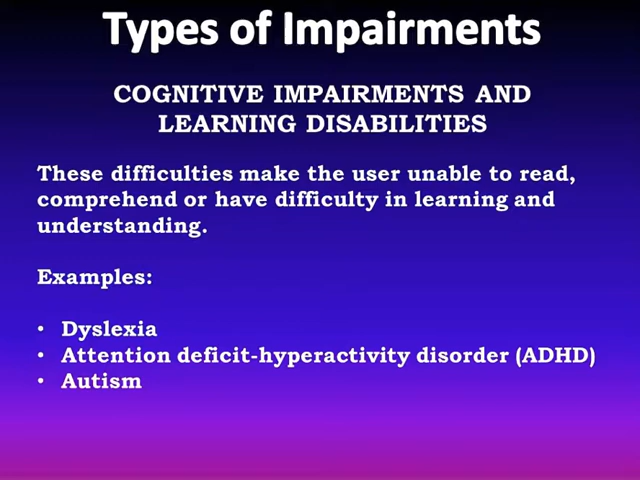 Types of Impairments
COGNITIVE IMPAIRMENTS AND
LEARNING DISABILITIES
These difficulties make the user unable to read,
comprehend or have difficulty in learning and
understanding.
Examples:
• Dyslexia
• Attention deficit-hyperactivity disorder (ADHD)
• Autism